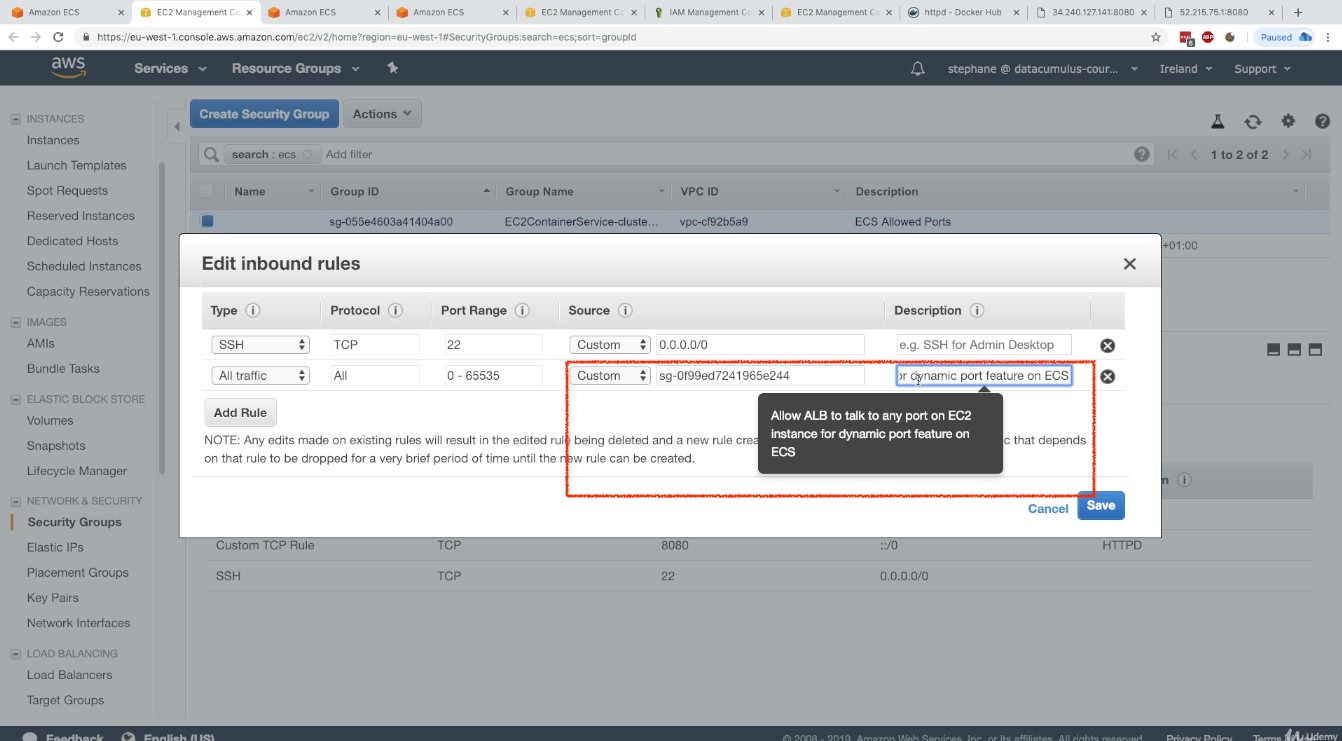 Amazon ECS
EC2 Management Co
Amazon ECS
Amazon ECS
EC2 Management Co
IAM Management Co
EC2 Management Co
httpd - Docker Hub
34.240.127.141:8080
52.215.75.1:8080
https://eu-west-1.console.aws.amazon.com/ec2/v2/home?region=eu-west-1#SecurityGroups:search=ecs;sort=groupId
ABP
Paused
aws
Services
Resource Groups
stephane @ datacumulus-cour...
Ireland
Support
INSTANCES
Instances
Launch Templates
Spot Requests
Reserved Instances
Dedicated Hosts
Scheduled Instances
Capacity Reservations
IMAGES
AMIs
Bundle Tasks
ELASTIC BLOCK STORE
Volumes
Snapshots
Lifecycle Manager
NETWORK & SECURITY
Security Groups
Elastic IPs
Placement Groups
Key Pairs
Network Interfaces
LOAD BALANCING
Load Balancers
Target Groups
Create Security Group
Actions
search : ecs
Add filter
1 to 2 of 2
Name
Group ID
Group Name
VPC ID
Description
sg-055e4603a41404a00
EC2ContainerService-cluste...
vpc-cf92b5a9
ECS Allowed Ports
+01:00
Edit inbound rules
Type
Protocol
Port Range
Source
Description
SSH
TCP
22
Custom
0.0.0.0/0
e.g. SSH for Admin Desktop
All traffic
All
0 - 65535
Custom
sg-0f99ed7241965e244
or dynamic port feature on ECS
Add Rule
Allow ALB to talk to any port on EC2
instance for dynamic port feature on
ECS
NOTE: Any edits made on existing rules will result in the edited rule being deleted and a new rule crea
c that depends
on that rule to be dropped for a very brief period of time until the new rule can be created.
Cancel
Save
n
Custom TCP Rule
TCP
8080
::/0
HTTPD
SSH
TCP
22
0.0.0.0/0
Feedback
English (US)
© 2008 - 2019, Amazon Web Services, Inc. or its affiliates. All rights reserved.
Privacy Policy
Terms
Udemy